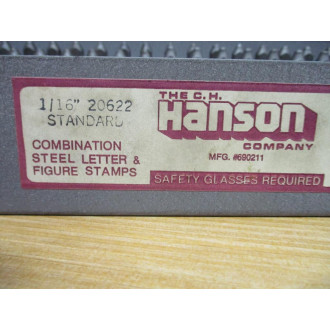 1/16" 20622
STANDARD
COMBINATION
STEEL LETTER &
FIGURE STAMPS
THE C.H.
Hanson
COMPANY
MFG. #690211
SAFETY GLASSES REQUIRED